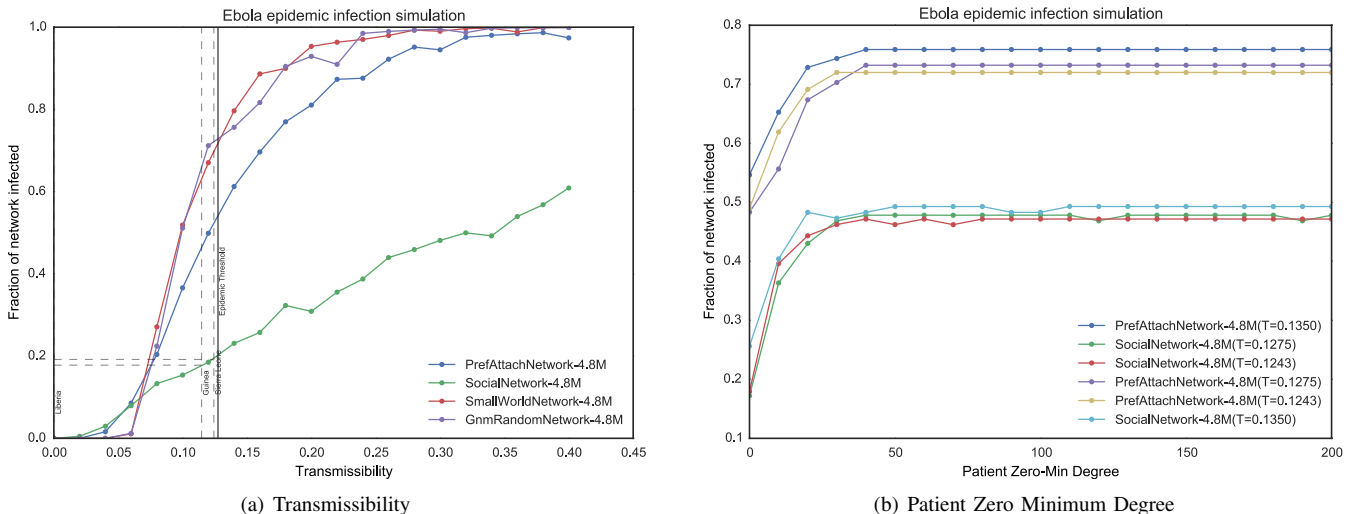 Ebola epidemic infection simulation
1.0
0.8
0.6
0.4
0.2
0.0
Fraction of network infected
Liberia
Guinea
Sierra Leone
Epidemic Threshold
PrefAttachNetwork-4.8M
SocialNetwork-4.8M
SmallWorldNetwork-4.8M
GnmRandomNetwork-4.8M
0.00 0.05 0.10 0.15 0.20 0.25 0.30 0.35 0.40 0.45
Transmissibility
(a) Transmissibility
Ebola epidemic infection simulation
0.8
0.7
0.6
0.5
0.4
0.3
0.2
0.1
Fraction of network infected
PrefAttachNetwork-4.8M(T=0.1350)
SocialNetwork-4.8M(T=0.1275)
SocialNetwork-4.8M(T=0.1243)
PrefAttachNetwork-4.8M(T=0.1275)
PrefAttachNetwork-4.8M(T=0.1243)
SocialNetwork-4.8M(T=0.1350)
0 50 100 150 200
Patient Zero-Min Degree
(b) Patient Zero Minimum Degree